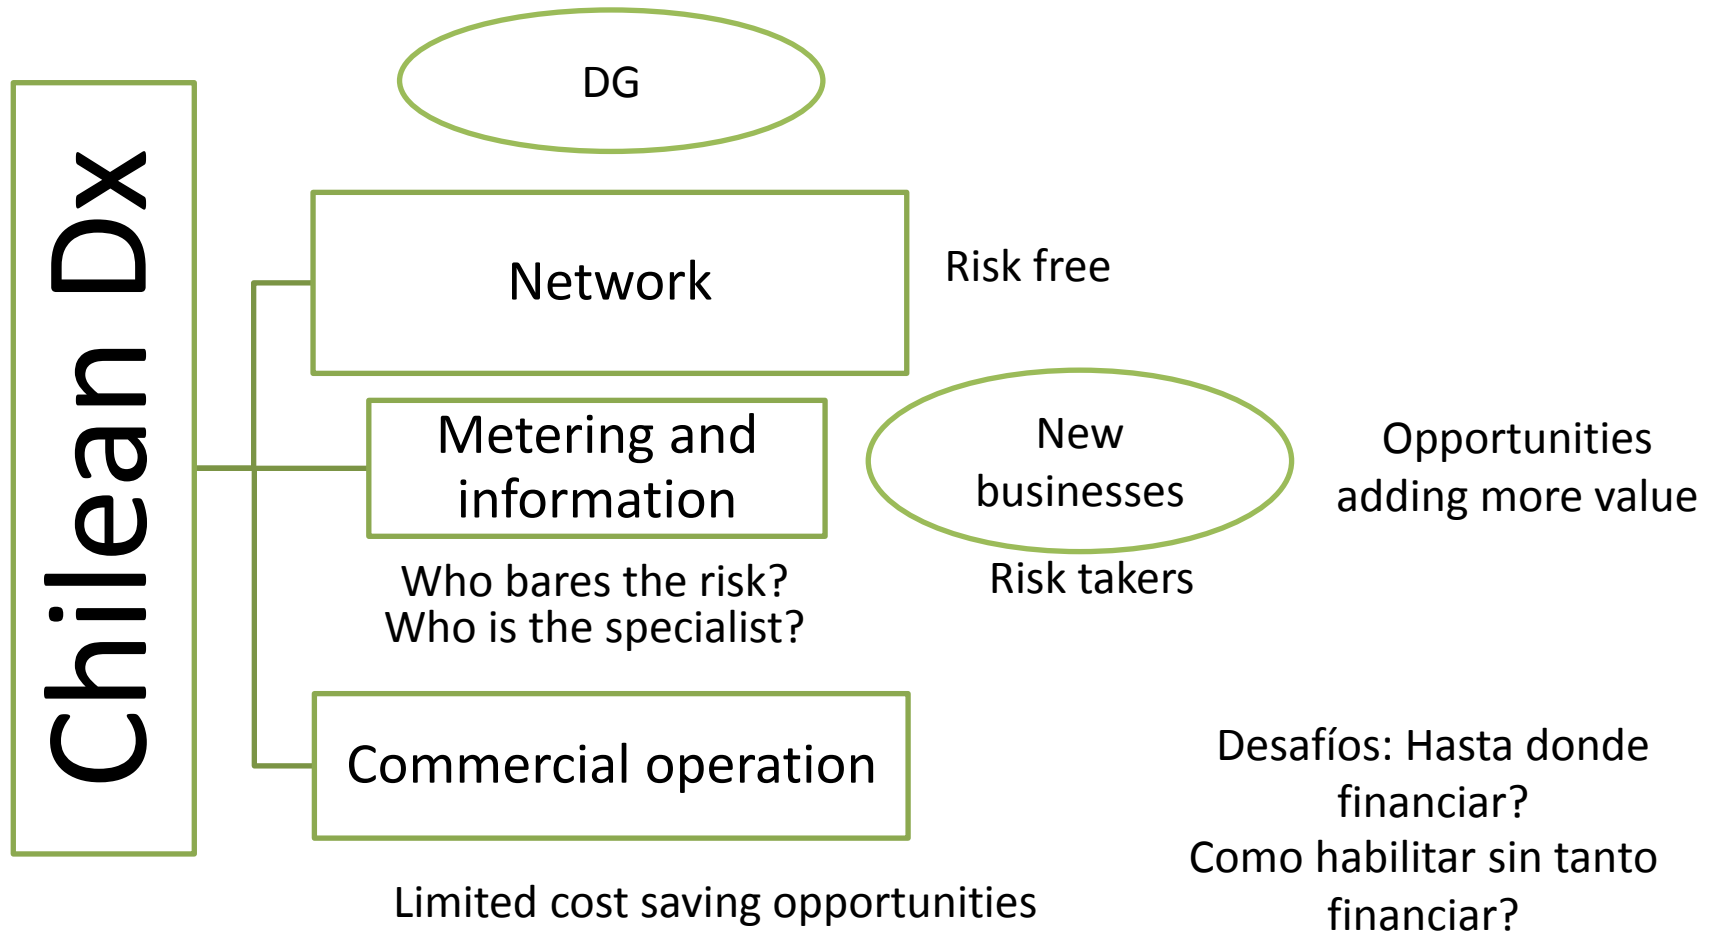 Chilean Dx
DG
Network
Risk free
Metering and
information
New
businesses
Opportunities
adding more value
Who bares the risk?
Who is the specialist?
Risk takers
Commercial operation
Desafíos: Hasta donde
financiar?
Como habilitar sin tanto
financiar?
Limited cost saving opportunities